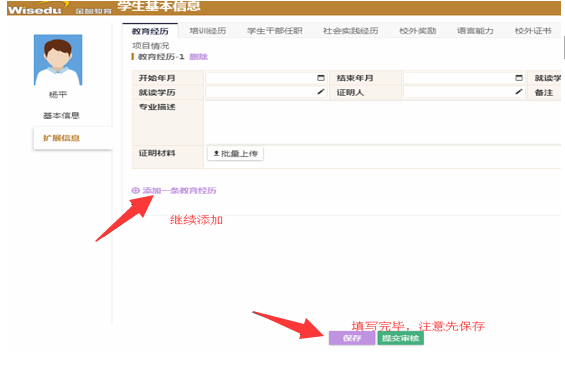 Wisedu 金智教育 学生基本信息
教育经历 培训经历 学生干部任职 社会实践经历 校外奖励 语言能力 校外证书
项目情况
教育经历-1 删除
开始年月 结束年月 就读学
就读学历 证明人 备注
专业描述
证明材料 批量上传
添加一条教育经历
继续添加
杨平
基本信息
扩展信息
填写完毕，注意先保存
保存 提交审核